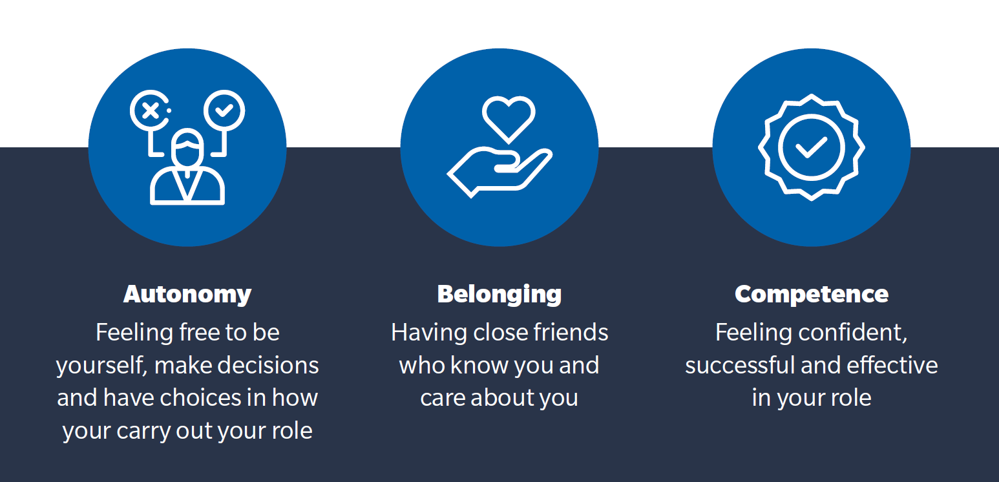 Autonomy
Feeling free to be
yourself, make decisions
and have choices in how
your carry out your role
Belonging
Having close friends
who know you and
care about you
Competence
Feeling confident,
successful and effective
in your role